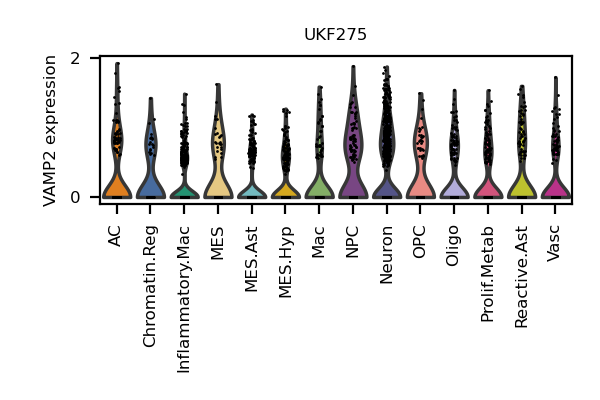 UKF275
VAMP2 expression
2
0
AC
Chromatin.Reg
Inflammatory.Mac
MES
MES.Ast
MES.Hyp
Mac
NPC
Neuron
OPC
Oligo
Prolif.Metab
Reactive.Ast
Vasc